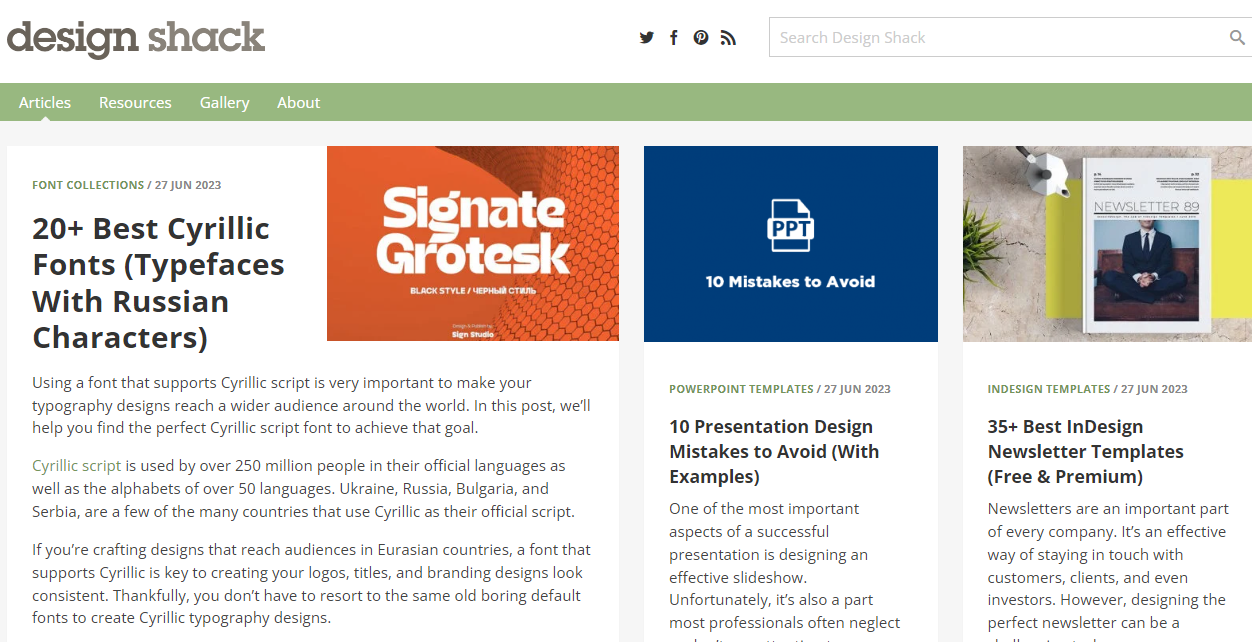 design shack
Search Design Shack
Articles Resources Gallery About
FONT COLLECTIONS / 27 JUN 2023
20+ Best Cyrillic
Fonts (Typefaces
With Russian
Characters)
Signate
Grotesk
BLACK STYLE / ЧЕРНЫЙ СТИЛЬ
Sign Studio
Using a font that supports Cyrillic script is very important to make your
typography designs reach a wider audience around the world. In this post, we’ll
help you find the perfect Cyrillic script font to achieve that goal.
Cyrillic script is used by over 250 million people in their official languages as
well as the alphabets of over 50 languages. Ukraine, Russia, Bulgaria, and
Serbia, are a few of the many countries that use Cyrillic as their official script.
If you’re crafting designs that reach audiences in Eurasian countries, a font that
supports Cyrillic is key to creating your logos, titles, and branding designs look
consistent. Thankfully, you don’t have to resort to the same old boring default
fonts to create Cyrillic typography designs.
PPT
10 Mistakes to Avoid
POWERPOINT TEMPLATES / 27 JUN 2023
10 Presentation Design
Mistakes to Avoid (With
Examples)
One of the most important
aspects of a successful
presentation is designing an
effective slideshow.
Unfortunately, it’s also a part
most professionals often neglect
NEWSLETTER 89
INDESIGN TEMPLATES / 27 JUN 2023
35+ Best InDesign
Newsletter Templates
(Free & Premium)
Newsletters are an important part
of every company. It’s an effective
way of staying in touch with
customers, clients, and even
investors. However, designing the
perfect newsletter can be a